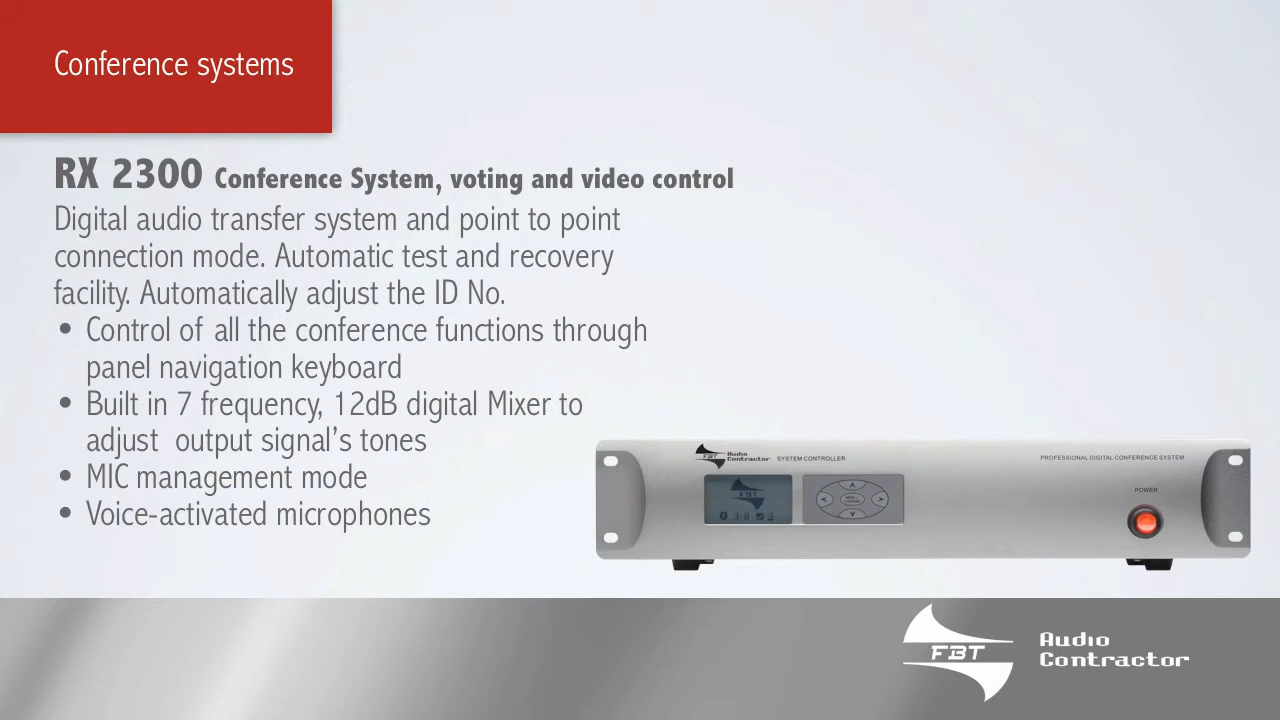 Conference systems
RX 2300 Conference System, voting and video control
Digital audio transfer system and point to point
connection mode. Automatic test and recovery
facility. Automatically adjust the ID No.
• Control of all the conference functions through
panel navigation keyboard
• Built in 7 frequency, 12dB digital Mixer to
adjust  output signal’s tones
• MIC management mode
• Voice-activated microphones
FBT Audio
Contractor SYSTEM CONTROLLER
PROFESSIONAL DIGITAL CONFERENCE SYSTEM
FBT
POWER
FBT
Audio
Contractor